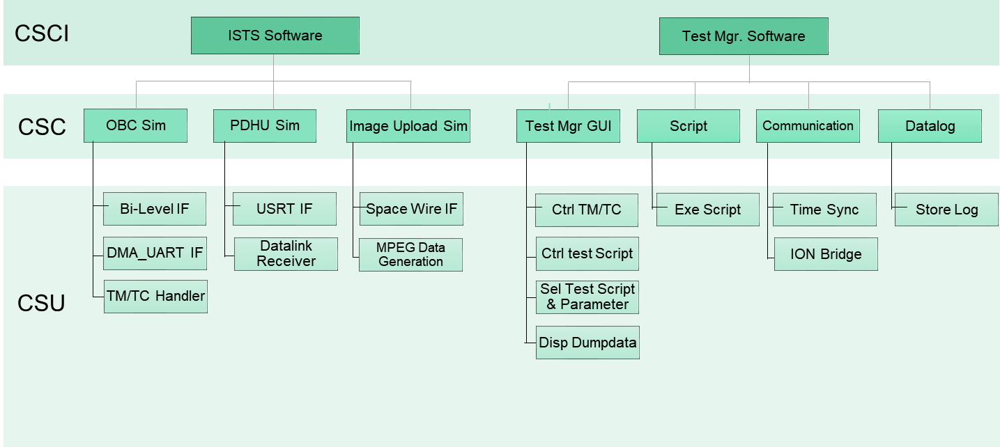 CSCI
ISTS Software
Test Mgr. Software
CSC
OBC Sim
PDHU Sim
Image Upload Sim
Test Mgr GUI
Script
Communication
Datalog
CSU
Bi-Level IF
USRT IF
Space Wire IF
Ctrl TM/TC
Exe Script
Time Sync
Store Log
DMA_UART IF
Datalink
Receiver
MPEG Data
Generation
Ctrl test Script
ION Bridge
TM/TC Handler
Sel Test Script
& Parameter
Disp Dumpdata